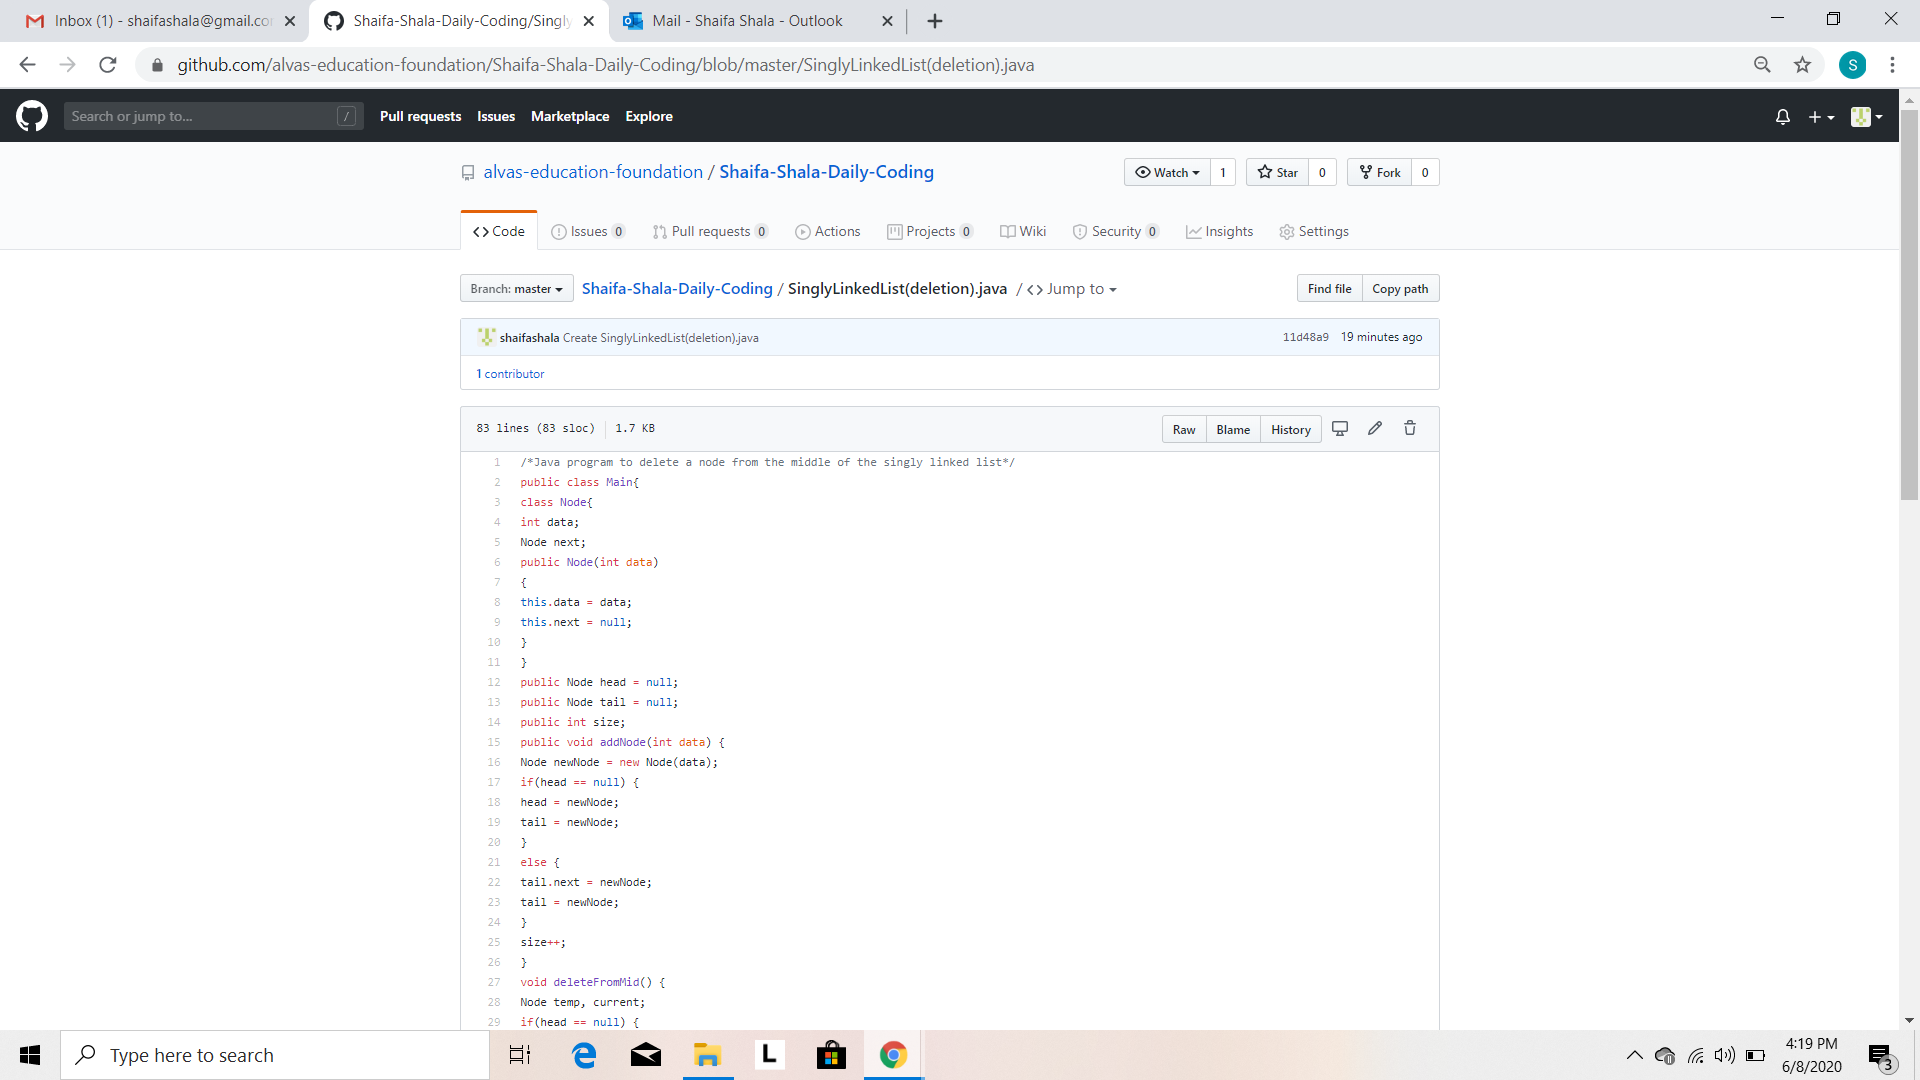 Inbox (1) - shaifashala@gmail.co
Shaifa-Shala-Daily-Coding/Singly
Mail - Shaifa Shala - Outlook
github.com/alvas-education-foundation/Shaifa-Shala-Daily-Coding/blob/master/SinglyLinkedList(deletion).java
S
Search or jump to... /
Pull requests Issues Marketplace Explore
alvas-education-foundation / Shaifa-Shala-Daily-Coding
Watch 1 Star 0 Fork 0
Code Issues 0 Pull requests 0 Actions Projects 0 Wiki Security 0 Insights Settings
Branch: master Shaifa-Shala-Daily-Coding / SinglyLinkedList(deletion).java / <> Jump to
Find file Copy path
shaifashala Create SinglyLinkedList(deletion).java 11d48a9 19 minutes ago
1 contributor
83 lines (83 sloc) 1.7 KB Raw Blame History
1 /*Java program to delete a node from the middle of the singly linked list*/
2 public class Main{
3 class Node{
4 int data;
5 Node next;
6 public Node(int data)
7 {
8 this.data = data;
9 this.next = null;
10 }
11 }
12 public Node head = null;
13 public Node tail = null;
14 public int size;
15 public void addNode(int data) {
16 Node newNode = new Node(data);
17 if(head == null) {
18 head = newNode;
19 tail = newNode;
20 }
21 else {
22 tail.next = newNode;
23 tail = newNode;
24 }
25 size++;
26 }
27 void deleteFromMid() {
28 Node temp, current;
29 if(head == null) {
Type here to search
L
4:19 PM
6/8/2020
3